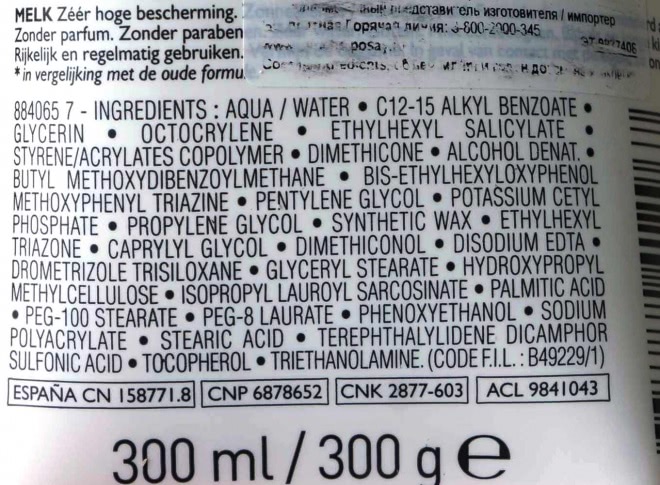 MELK Zéér hoge bescherming.
Zonder parfum. Zonder paraben
Rijkelijk en regelmatig gebruiken.
* in vergelijking met de oude formu
изготовителя / импортер
Горячая линия: 8-800-2000-345
884065 7 - INGREDIENTS : AQUA / WATER • C12-15 ALKYL BENZOATE •
GLYCERIN • OCTOCRYLENE • ETHYLHEXYL SALICYLATE •
STYRENE/ACRYLATES COPOLYMER • DIMETHICONE • ALCOHOL DENAT. •
BUTYL METHOXYDIBENZOYLMETHANE • BIS-ETHYLHEXYLOXYPHENOL
METHOXYPHENYL TRIAZINE • PENTYLENE GLYCOL • POTASSIUM CETYL
PHOSPHATE • PROPYLENE GLYCOL • SYNTHETIC WAX • ETHYLHEXYL
TRIAZONE • CAPRYLYL GLYCOL • DIMETHICONOL • DISODIUM EDTA •
DROMETRIZOLE TRISILOXANE • GLYCERYL STEARATE • HYDROXYPROPYL
METHYLCELLULOSE • ISOPROPYL LAUROYL SARCOSINATE • PALMITIC ACID
• PEG-100 STEARATE • PEG-8 LAURATE • PHENOXYETHANOL • SODIUM
POLYACRYLATE • STEARIC ACID • TEREPHTHALYLIDENE DICAMPHOR
SULFONIC ACID • TOCOPHEROL • TRIETHANOLAMINE. (CODE F.I.L. : B49229/1)
ESPAÑA CN 158771.8 CNP 6878652 CNK 2877-603 ACL 9841043
300 ml / 300 g e